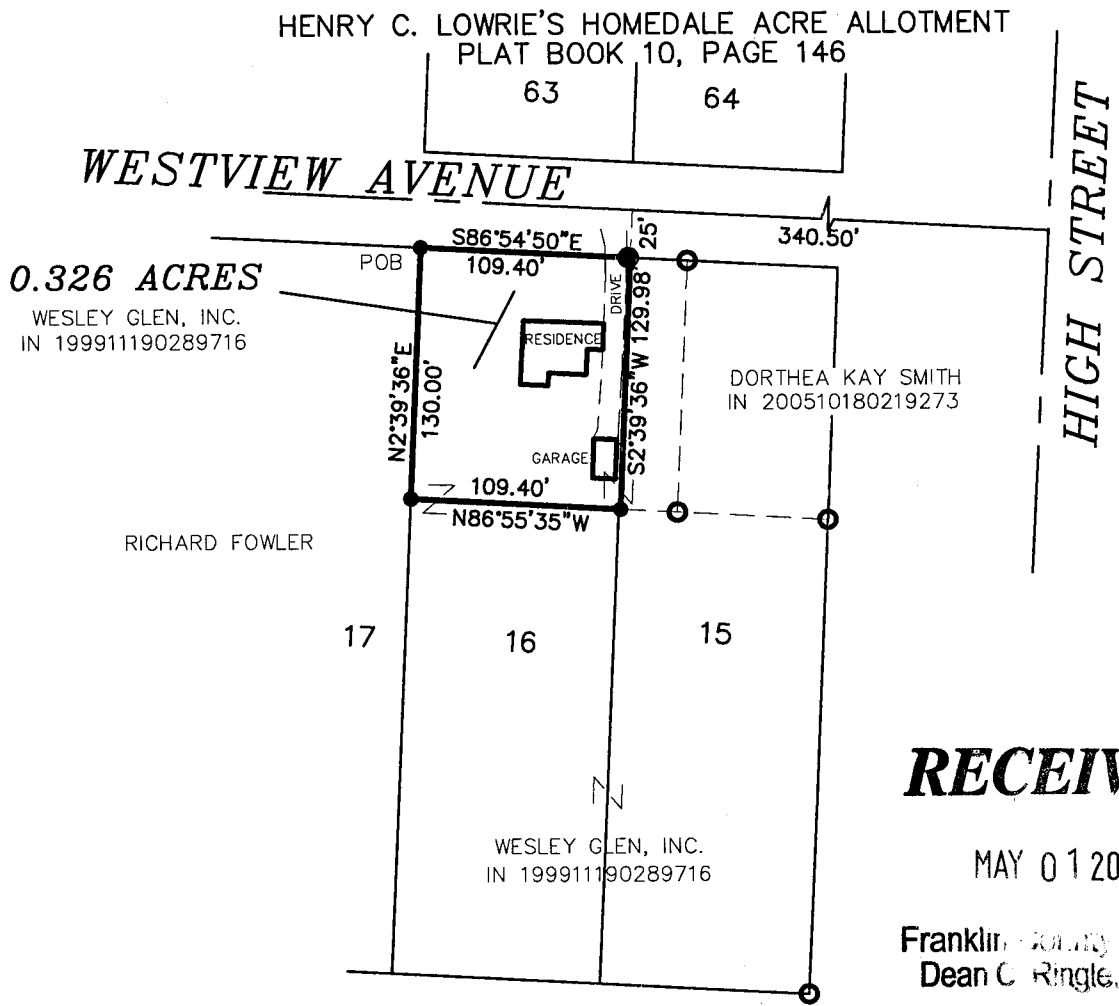 HENRY C. LOWRIE'S HOMEDALE ACRE ALLOTMENT
PLAT BOOK 10, PAGE 146
63
64
HIGH STREET
WESTVIEW AVENUE
S86°54'50"E
109.40'
25'
340.50'
POB
0.326 ACRES
WESLEY GLEN, INC.
IN 199911190289716
DRIVE
RESIDENCE
N2°39'36"E
130.00'
S2°39'36"W 129.98'
DORTHEA KAY SMITH
IN 200510180219273
GARAGE
109.40'
N86°55'35"W
RICHARD FOWLER
17
16
15
RECEIV
WESLEY GLEN, INC.
IN 199911190289716
MAY 01 20
Franklin
Dean C Ringle,